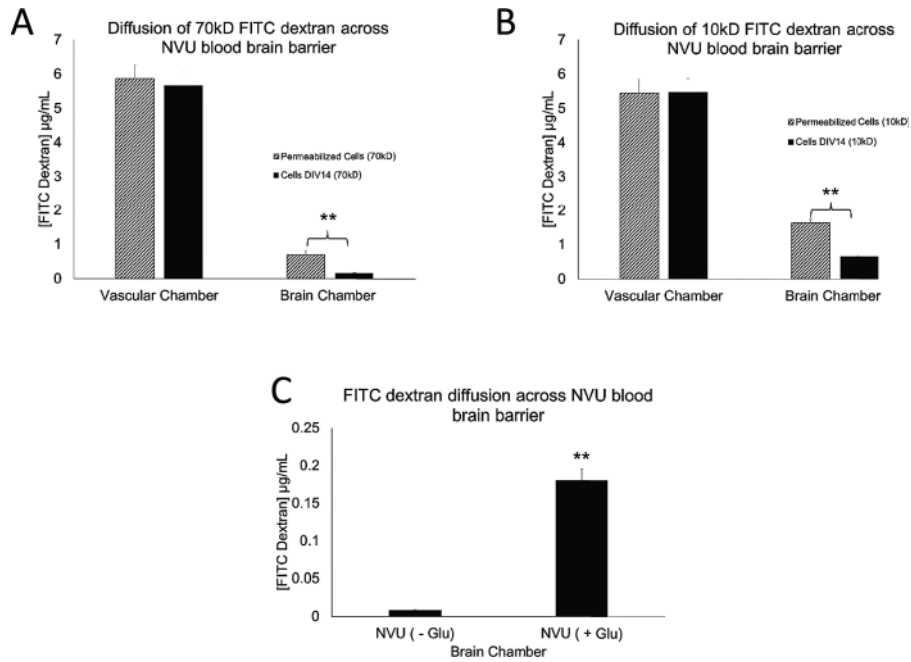 A
Diffusion of 70kD FITC dextran across
NVU blood brain barrier
[FITC Dextran] µg/mL
7
6
5
4
3
2
1
0
Permeabilized Cells (70kD)
Cells DIV14 (70kD)
**
Vascular Chamber
Brain Chamber
B
Diffusion of 10kD FITC dextran across
NVU blood brain barrier
[FITC Dextran] µg/mL
7
6
5
4
3
2
1
0
Permeabilized Cells (10kD)
Cells DIV14 (10kD)
**
Vascular Chamber
Brain Chamber
C
FITC dextran diffusion across NVU blood
brain barrier
[FITC Dextran] µg/mL
0.25
0.2
0.15
0.1
0.05
0
**
NVU ( - Glu)
NVU ( + Glu)
Brain Chamber